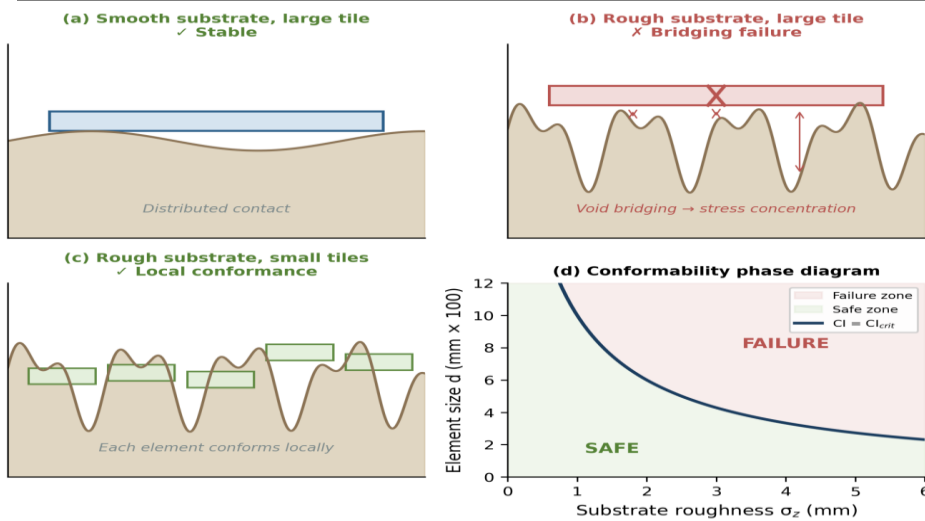 (a) Smooth substrate, large tile
✓ Stable
Distributed contact
(b) Rough substrate, large tile
✗ Bridging failure
Void bridging → stress concentration
(c) Rough substrate, small tiles
✓ Local conformance
Each element conforms locally
(d) Conformability phase diagram
Element size d (mm x 100)
12
10
8
6
4
2
0
Failure zone
Safe zone
CI = CI_crit
FAILURE
SAFE
0 1 2 3 4 5 6
Substrate roughness σ_z (mm)